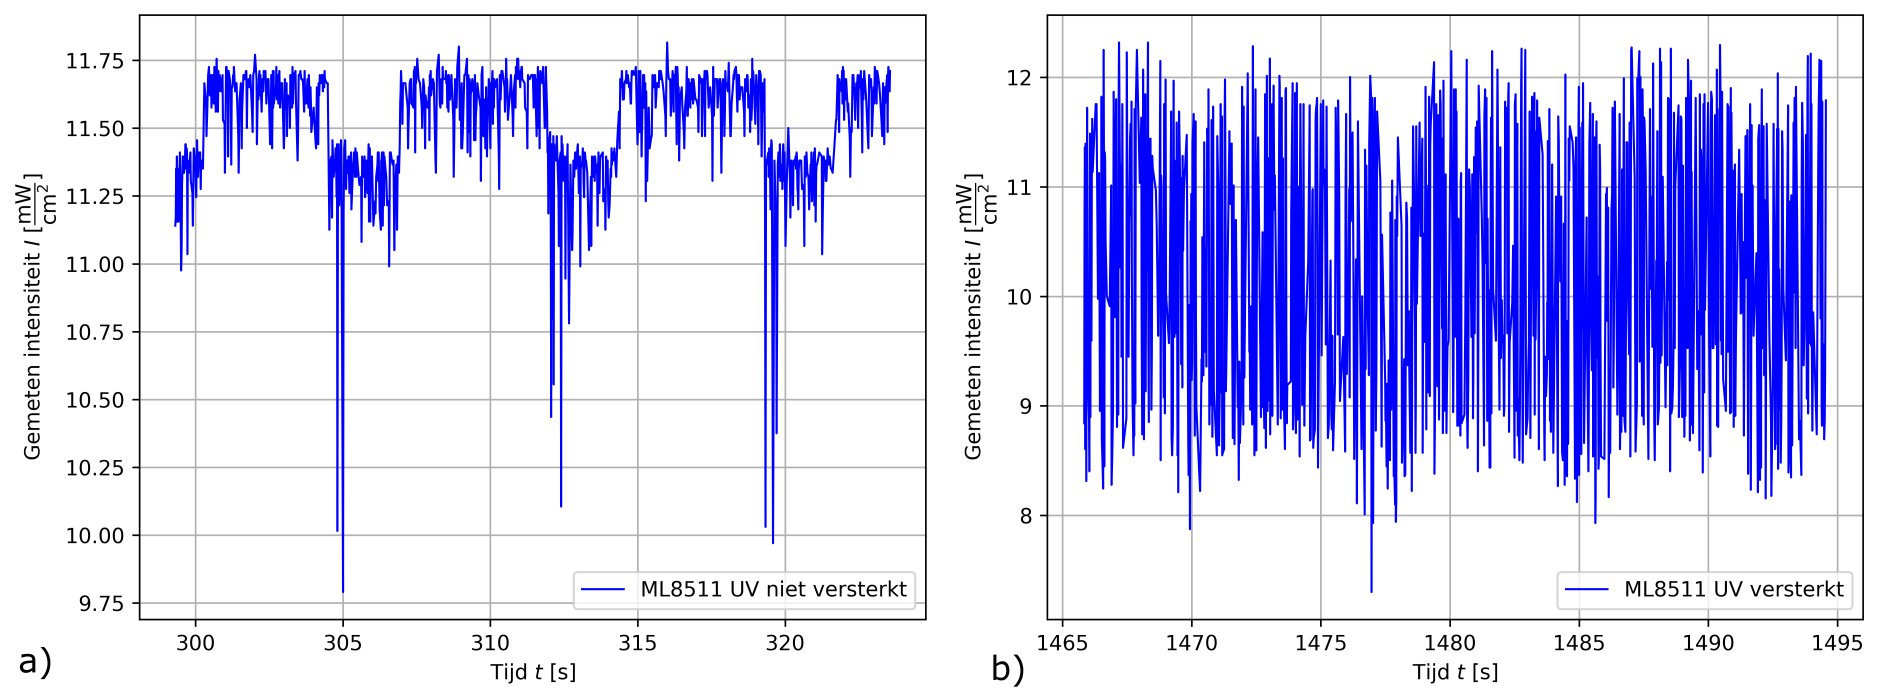 11.75
11.50
11.25
11.00
10.75
10.50
10.25
10.00
9.75
Gemeten intensiteit I [mW/cm²]
ML8511 UV niet versterkt
300 305 310 315 320
Tijd t [s]
a)
12
11
10
9
8
Gemeten intensiteit I [mW/cm²]
ML8511 UV versterkt
1465 1470 1475 1480 1485 1490 1495
Tijd t [s]
b)